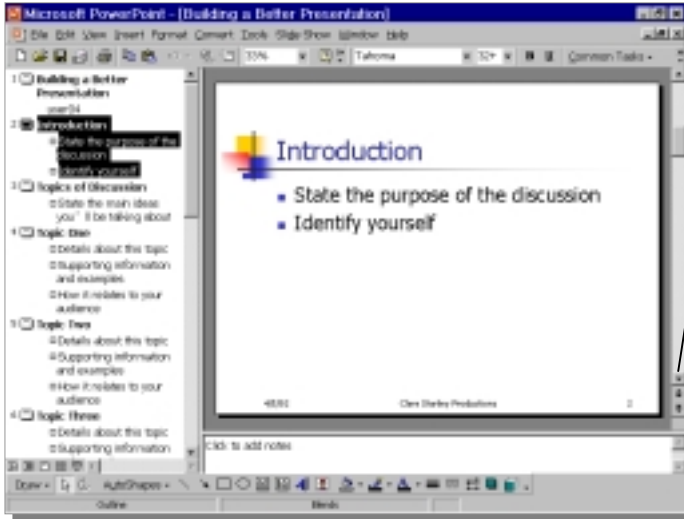 Microsoft PowerPoint - [Building a Better Presentation]
File Edit View Insert Format Convert Tools Slide Show Window Help
33% Tahoma 32 B U Common Tasks
1 Building a Better
Presentation
user04
2 Introduction
State the purpose of the
discussion
Identify yourself
3 Topics of Discussion
State the main ideas
you'll be talking about
4 Topic One
Details about this topic
Supporting information
and examples
How it relates to your
audience
5 Topic Two
Details about this topic
Supporting information
and examples
How it relates to your
audience
6 Topic Three
Details about this topic
Supporting information
Introduction
State the purpose of the discussion
Identify yourself
Productions
2
Click to add notes
Draw AutoShapes
Outline Blends